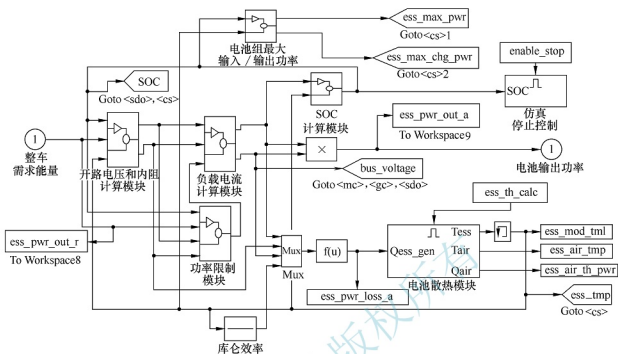 ess_max_pwr
Goto<cs>1
电池组最大
输入/输出功率
ess_max_chg_pwr
Goto<cs>2
enable_stop
SOC
Goto<sdo>,<cs>
SOC
计算模块
SOC
仿真
停止控制
ess_pwr_out_a
To Workspace9
1
整车
需求能量
开路电压和内阻
计算模块
负载电流
计算模块
×
1
电池输出功率
bus_voltage
Goto<mc>,<gc>,<sdo>
ess_th_calc
ess_pwr_out_r
To Workspace8
功率限制
模块
Mux
Mux
f(u)
Qess_gen
Tess
Tair
Qair
电池散热模块
ess_mod_tml
ess_air_tmp
ess_air_th_pwr
ess_pwr_loss_a
ess_tmp
Goto<cs>
库仑效率
版权所有